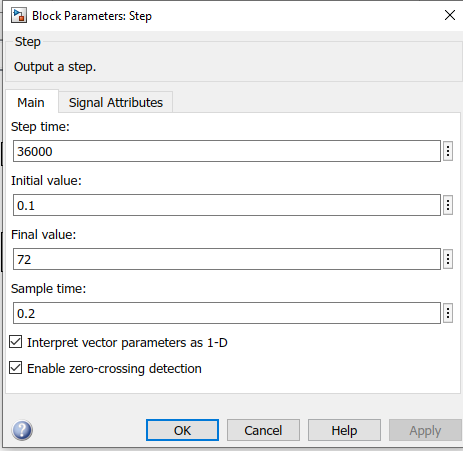 Block Parameters: Step
Step
Output a step.
Main Signal Attributes
Step time:
36000
Initial value:
0.1
Final value:
72
Sample time:
0.2
Interpret vector parameters as 1-D
Enable zero-crossing detection
? OK Cancel Help Apply